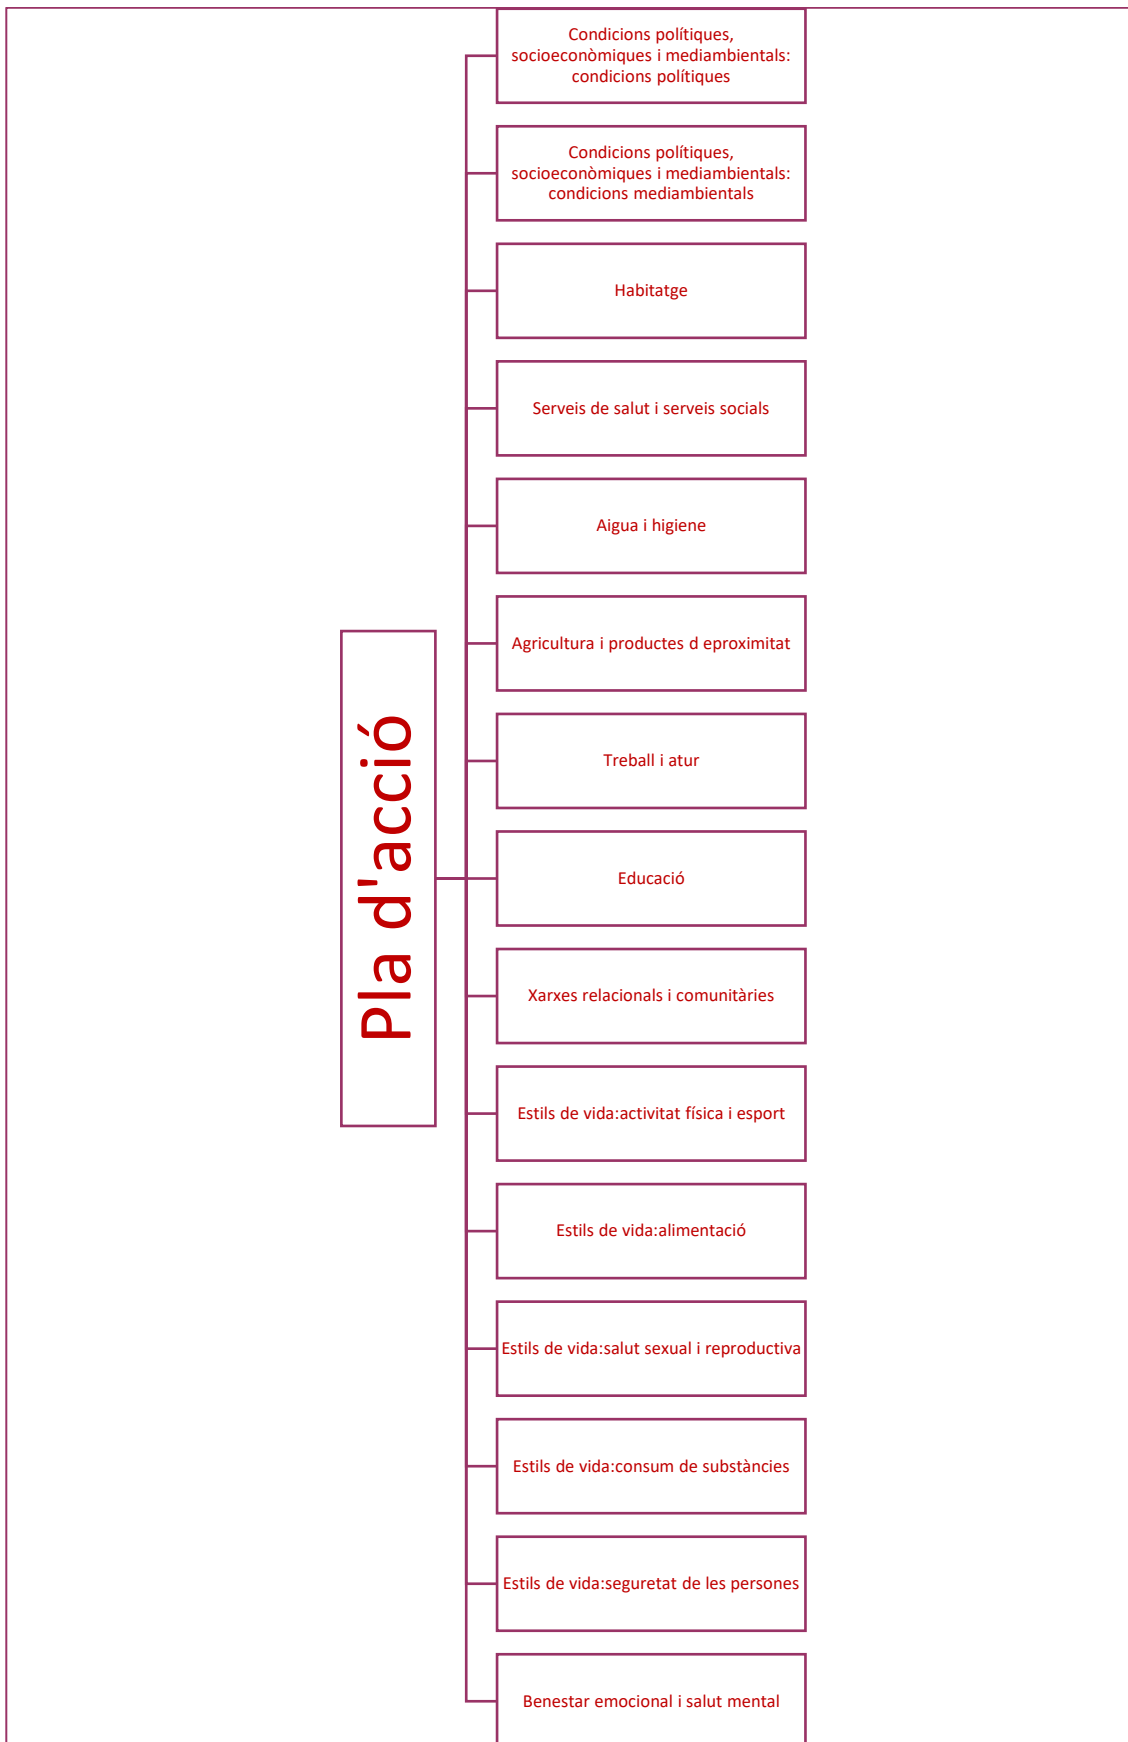 Condicions polítiques,
socioeconòmiques i mediambientals:
condicions polítiques
Condicions polítiques,
socioeconòmiques i mediambientals:
condicions mediambientals
Habitatge
Serveis de salut i serveis socials
Aigua i higiene
Agricultura i productes d eproximitat
Treball i atur
Pla d'acció
Educació
Xarxes relacionals i comunitàries
Estils de vida:activitat física i esport
Estils de vida:alimentació
Estils de vida:salut sexual i reproductiva
Estils de vida:consum de substàncies
Estils de vida:seguretat de les persones
Benestar emocional i salut mental